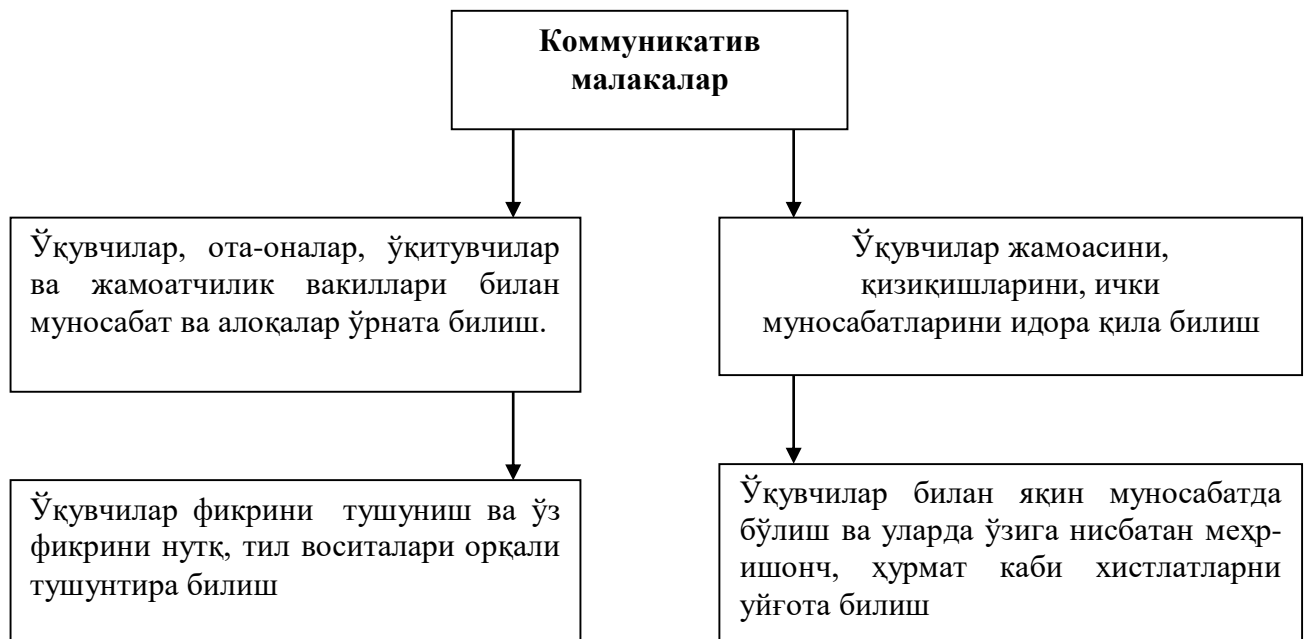 Коммуникатив
малакалар
Ўқувчилар, ота-оналар, ўқитувчилар
ва жамоатчилик вакиллари билан
муносабат ва алоқалар ўрната билиш.
Ўқувчилар жамоасини,
қизиқишларини, ички
муносабатларини идора қила билиш
Ўқувчилар фикрини тушуниш ва ўз
фикрини нутқ, тил воситалари орқали
тушунтира билиш
Ўқувчилар билан яқин муносабатда
бўлиш ва уларда ўзига нисбатан меҳр-
ишонч, ҳурмат каби хистлатларни
уйғота билиш